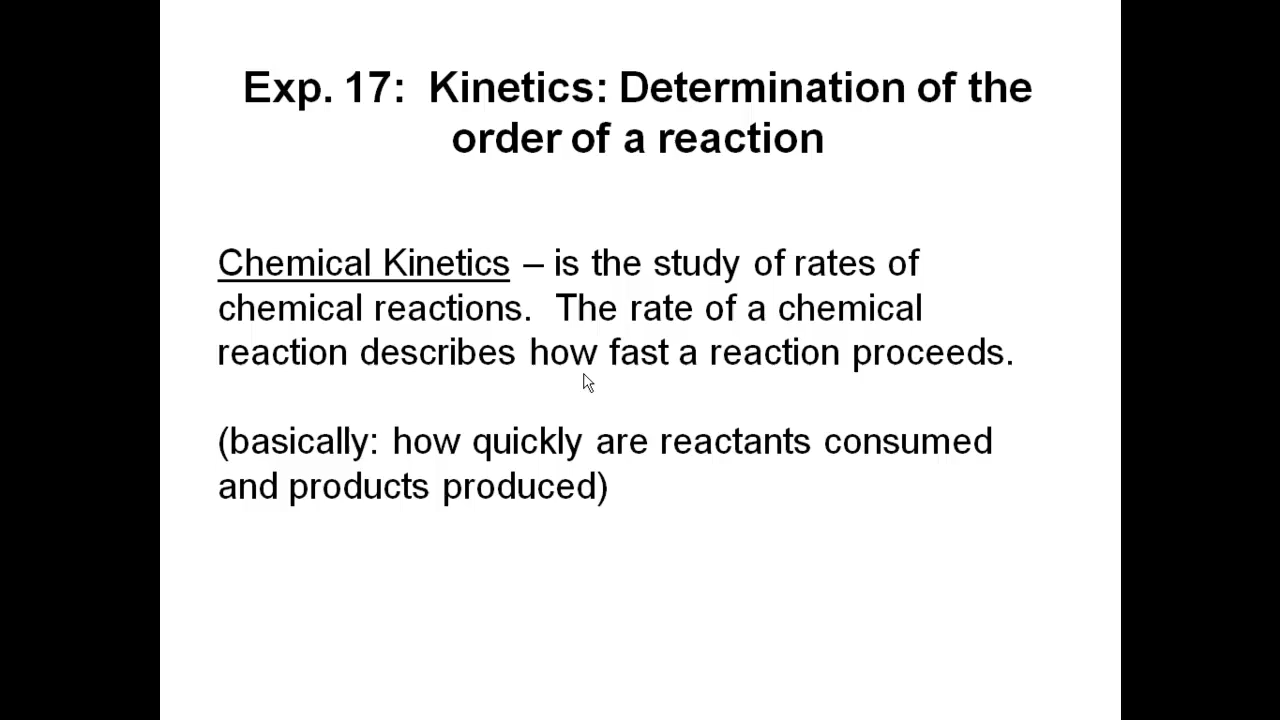 Exp. 17:  Kinetics: Determination of the
order of a reaction
Chemical Kinetics – is the study of rates of
chemical reactions.  The rate of a chemical
reaction describes how fast a reaction proceeds.
(basically: how quickly are reactants consumed
and products produced)